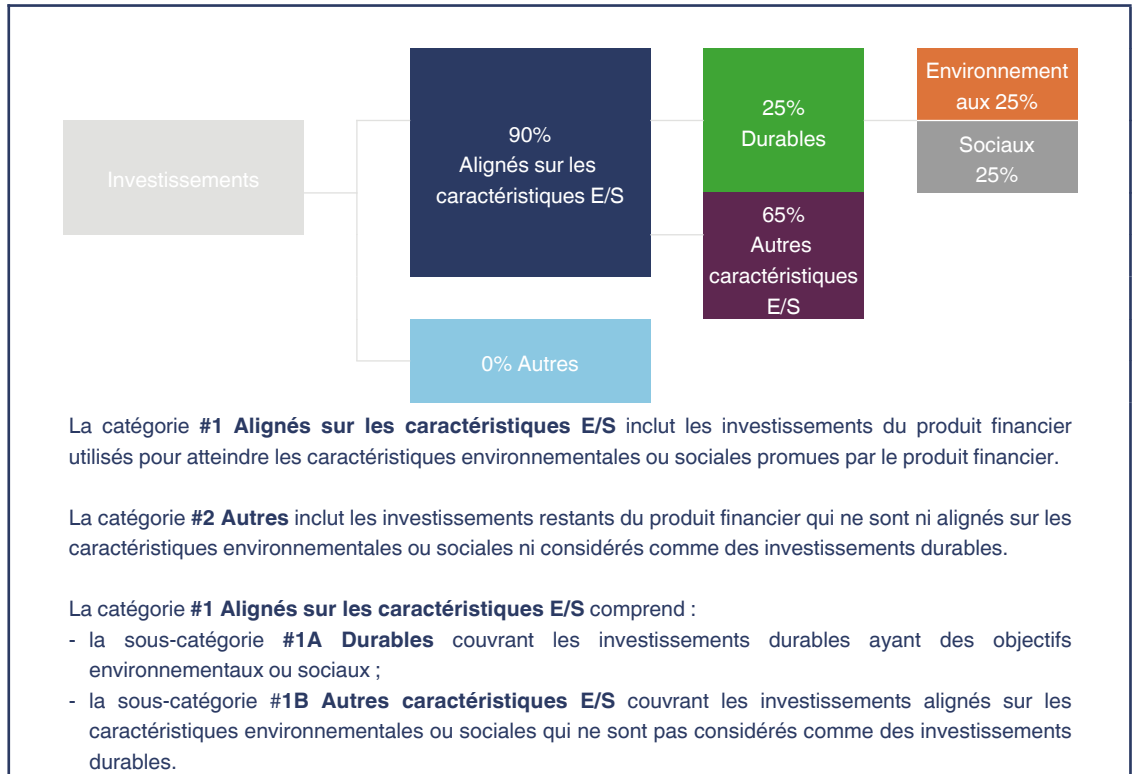 Investissements
90%
Alignés sur les
caractéristiques E/S
25%
Durables
Environnement
aux 25%
Sociaux
25%
65%
Autres
caractéristiques
E/S
0% Autres
La catégorie #1 Alignés sur les caractéristiques E/S inclut les investissements du produit financier
utilisés pour atteindre les caractéristiques environnementales ou sociales promues par le produit financier.
La catégorie #2 Autres inclut les investissements restants du produit financier qui ne sont ni alignés sur les
caractéristiques environnementales ou sociales ni considérés comme des investissements durables.
La catégorie #1 Alignés sur les caractéristiques E/S comprend :
- la sous-catégorie #1A Durables couvrant les investissements durables ayant des objectifs
environnementaux ou sociaux ;
- la sous-catégorie #1B Autres caractéristiques E/S couvrant les investissements alignés sur les
caractéristiques environnementales ou sociales qui ne sont pas considérés comme des investissements
durables.